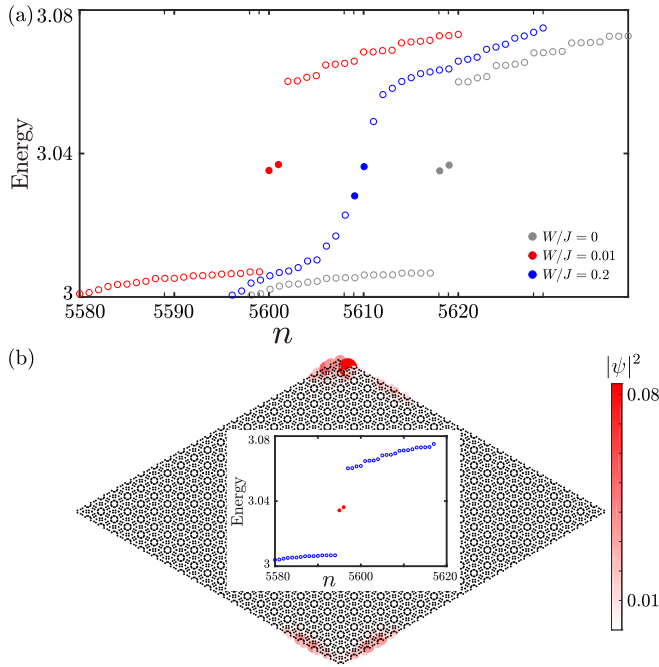 (a)
3.08
3.04
3
Energy
W/J = 0
W/J = 0.01
W/J = 0.2
5580
5590
5600
5610
5620
n
(b)
|ψ|²
0.08
0.01
3.08
3.04
3
Energy
5580
n
5600
5620